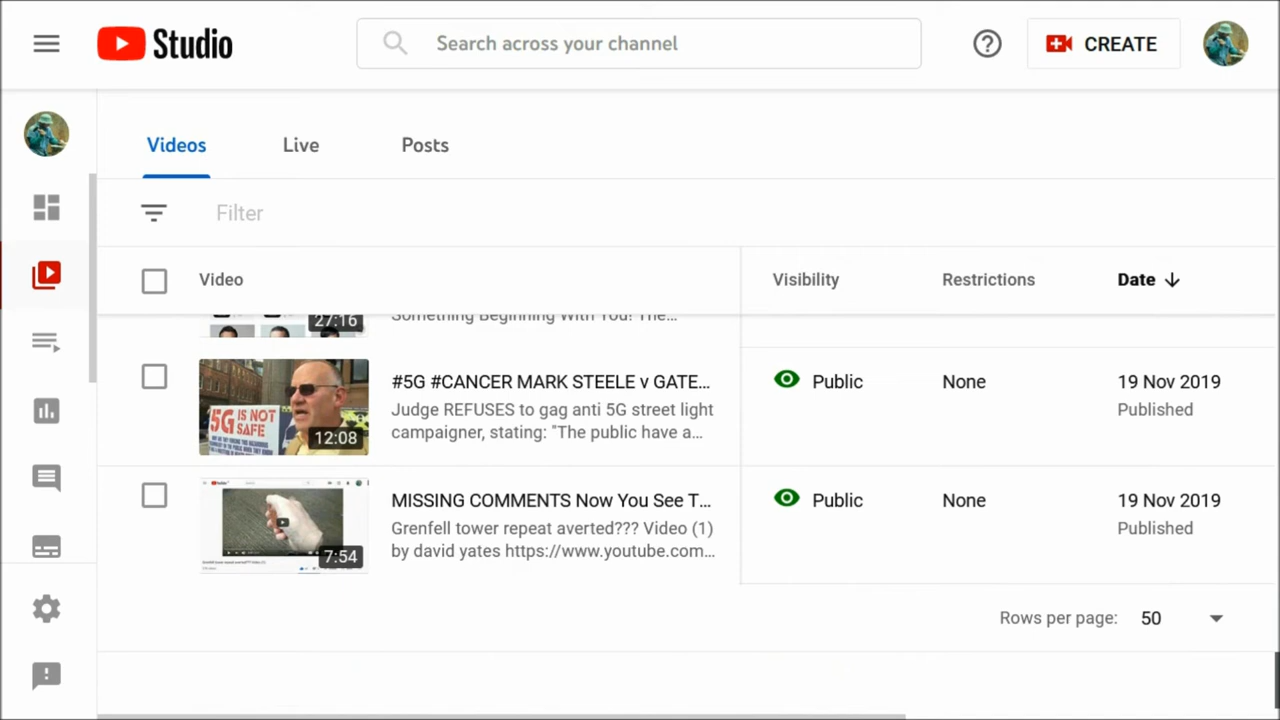 Studio
Search across your channel
CREATE
Videos
Live
Posts
Filter
Video
Visibility
Restrictions
Date
27:16
Something Beginning With You! The...
5G IS NOT
SAFE
12:08
#5G #CANCER MARK STEELE v GATE...
Judge REFUSES to gag anti 5G street light
campaigner, stating: "The public have a...
Public
None
19 Nov 2019
Published
7:54
MISSING COMMENTS Now You See T...
Grenfell tower repeat averted??? Video (1)
by david yates https://www.youtube.com...
Public
None
19 Nov 2019
Published
Rows per page:
50